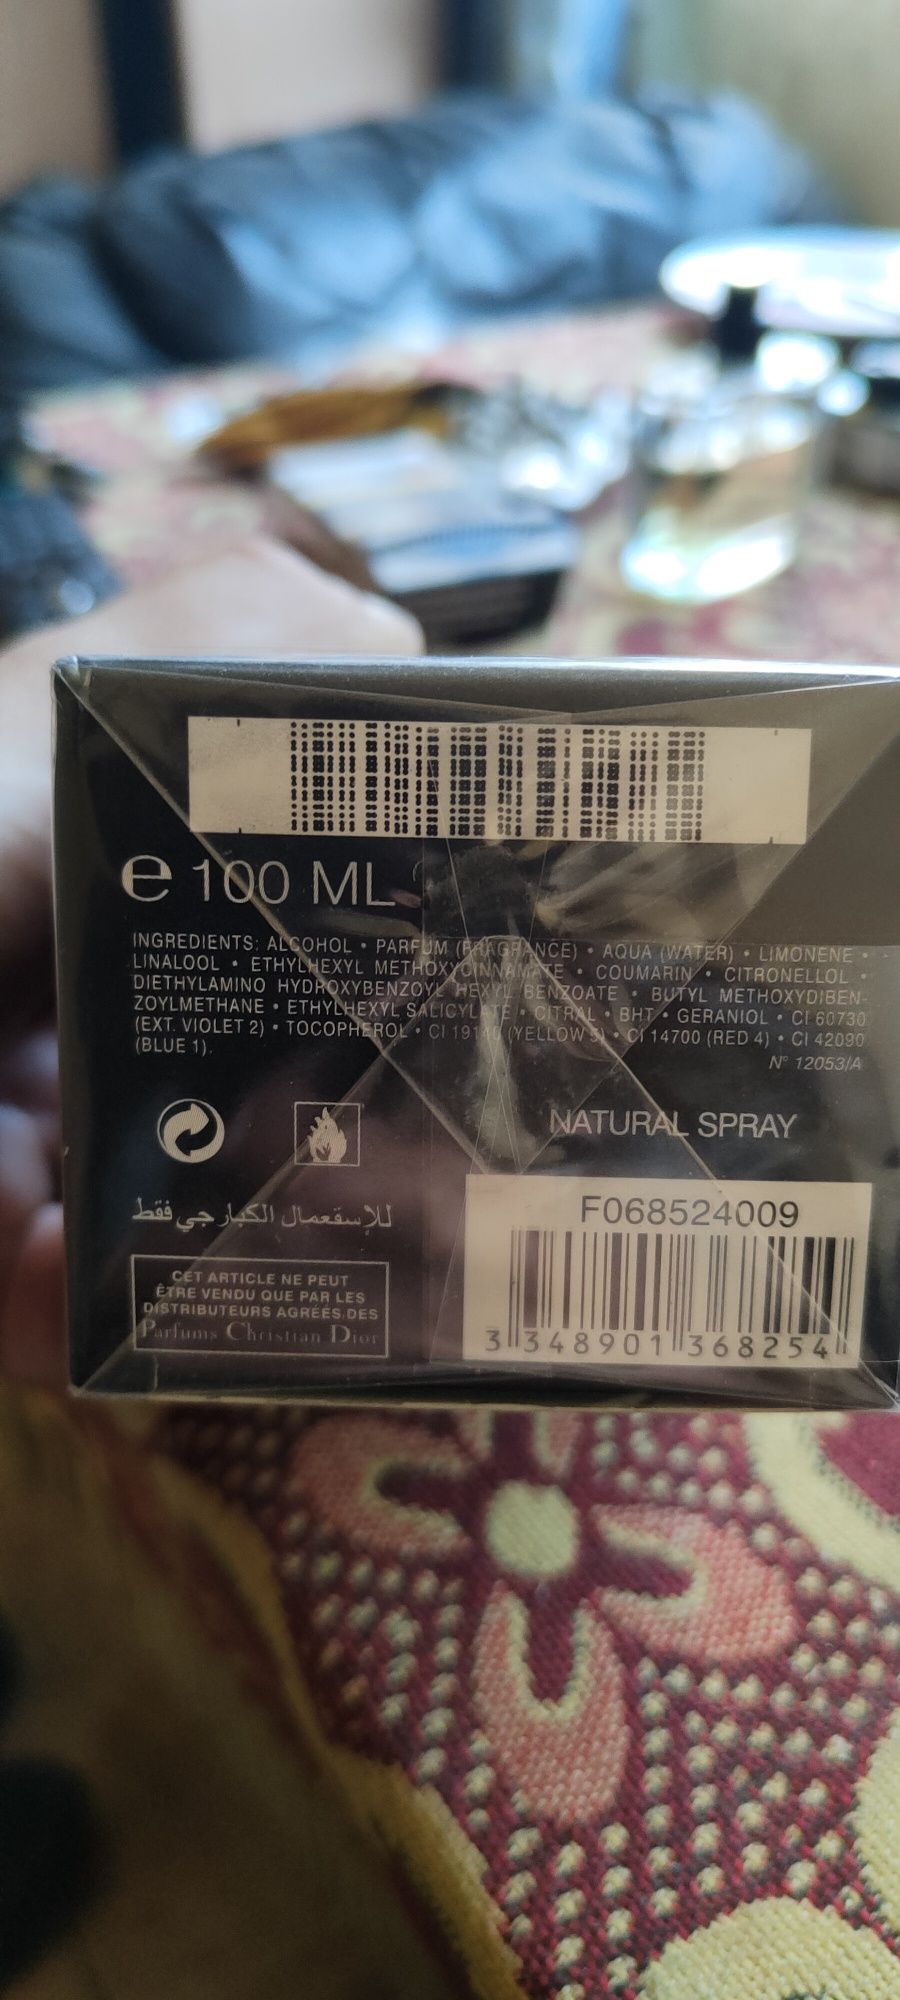 e 100 ML
INGREDIENTS: ALCOHOL • PARFUM (FRAGRANCE) • AQUA (WATER) • LIMONENE •
LINALOOL • ETHYLHEXYL METHOXYCINNAMATE • COUMARIN • CITRONELLOL •
DIETHYLAMINO HYDROXYBENZOYL HEXYL BENZOATE • BUTYL METHOXYDIBEN-
ZOYLMETHANE • ETHYLHEXYL SALICYLATE • CITRAL • BHT • GERANIOL • CI 60730
(EXT. VIOLET 2) • TOCOPHEROL • CI 19140 (YELLOW 5) • CI 14700 (RED 4) • CI 42090
(BLUE 1).
N° 12053/A
NATURAL SPRAY
للإستعمال الخارجي فقط
F068524009
3 348901 368254
CET ARTICLE NE PEUT
ÊTRE VENDU QUE PAR LES
DISTRIBUTEURS AGRÉÉS DES
Parfums Christian Dior